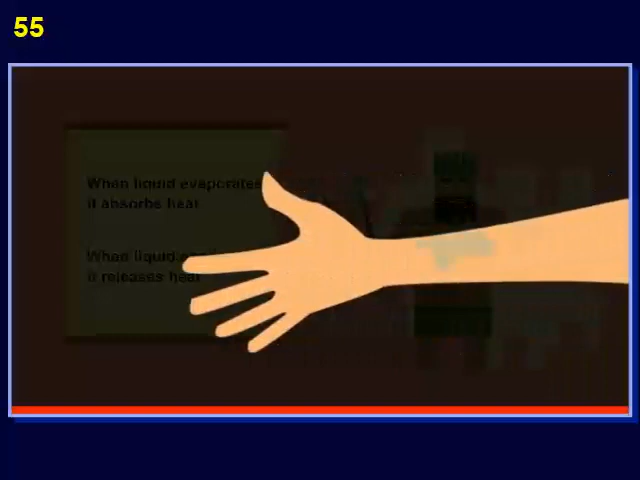 55
When liquid evaporates
it absorbs heat
When liquid
it releases heat